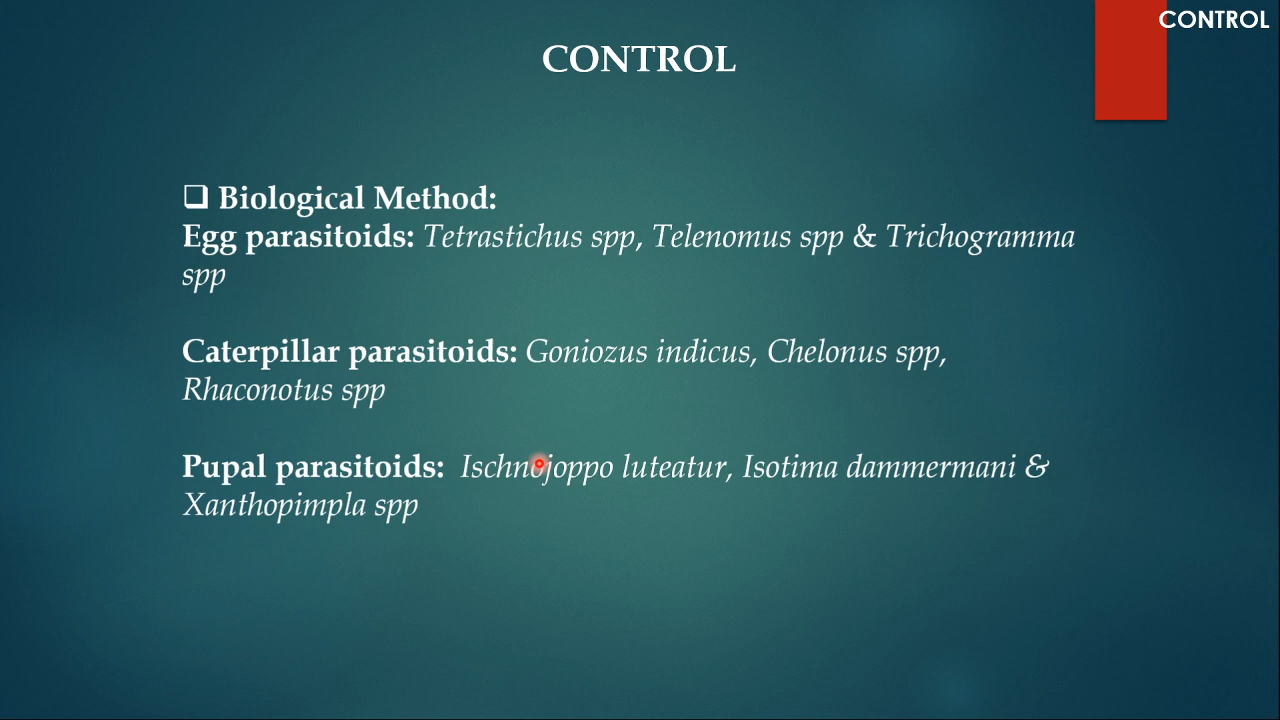 CONTROL
CONTROL
❑ Biological Method:
Egg parasitoids: Tetrastichus spp, Telenomus spp & Trichogramma
spp
Caterpillar parasitoids: Goniozus indicus, Chelonus spp,
Rhaconotus spp
Pupal parasitoids: Ischnojoppo luteatur, Isotima dammermani &
Xanthopimpla spp